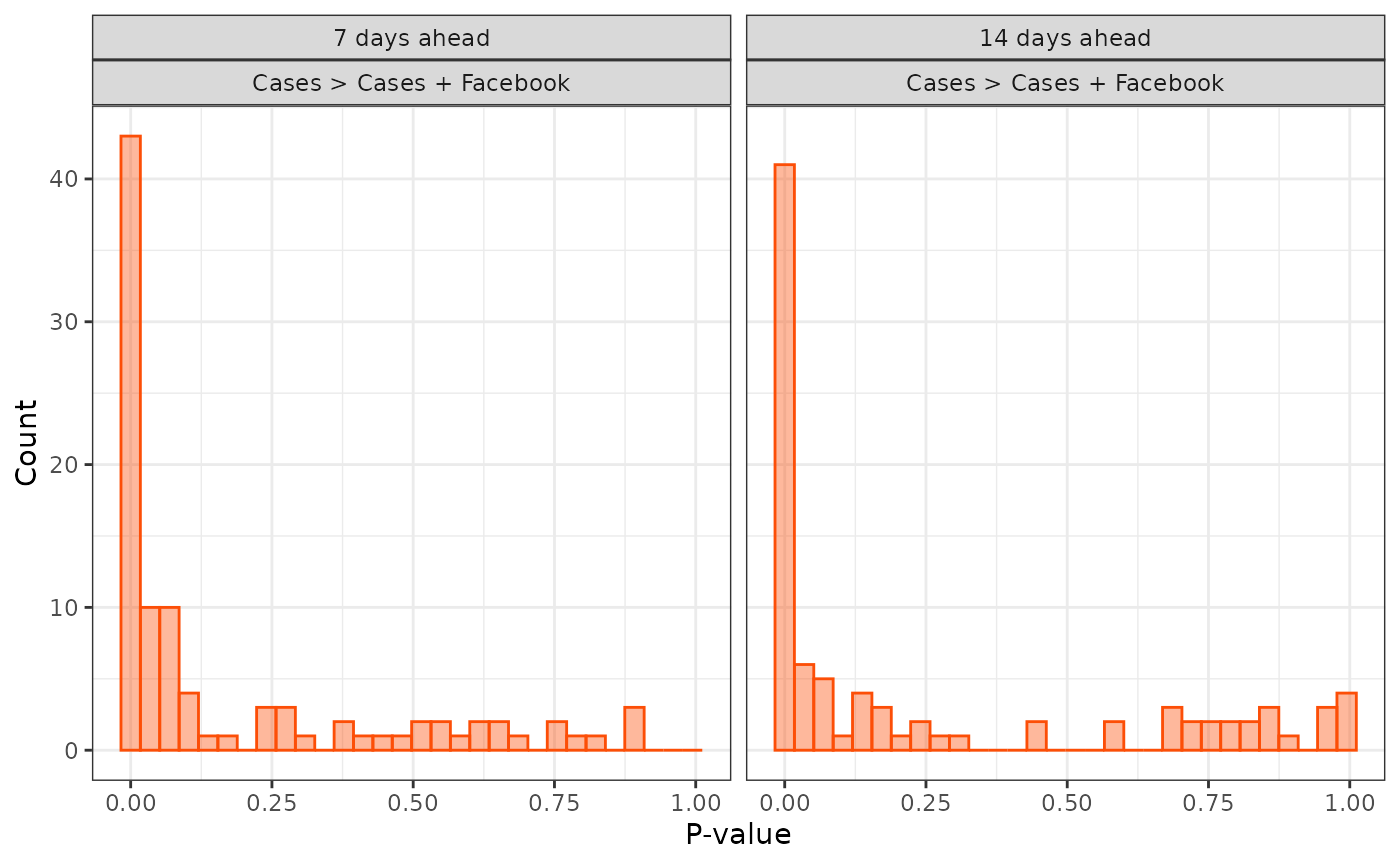 7 days ahead
14 days ahead
Cases > Cases + Facebook
Cases > Cases + Facebook
Count
40
30
20
10
0
0.00 0.25 0.50 0.75 1.00
0.00 0.25 0.50 0.75 1.00
P-value